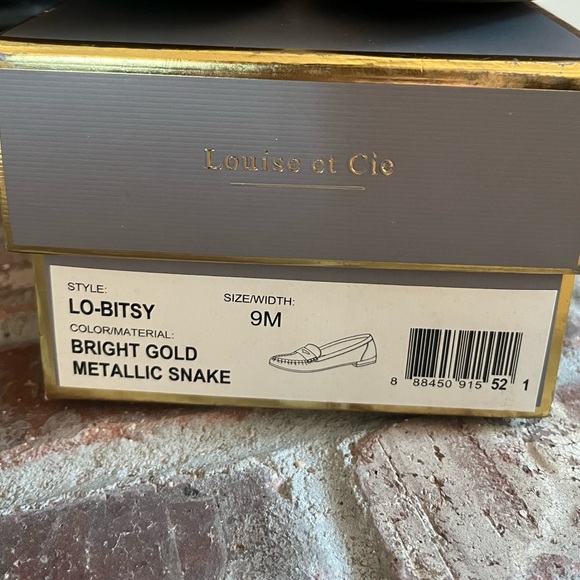 Louise et Cie
STYLE:
LO-BITSY
SIZE/WIDTH:
9M
COLOR/MATERIAL:
BRIGHT GOLD
METALLIC SNAKE
8 88450 915 52 1